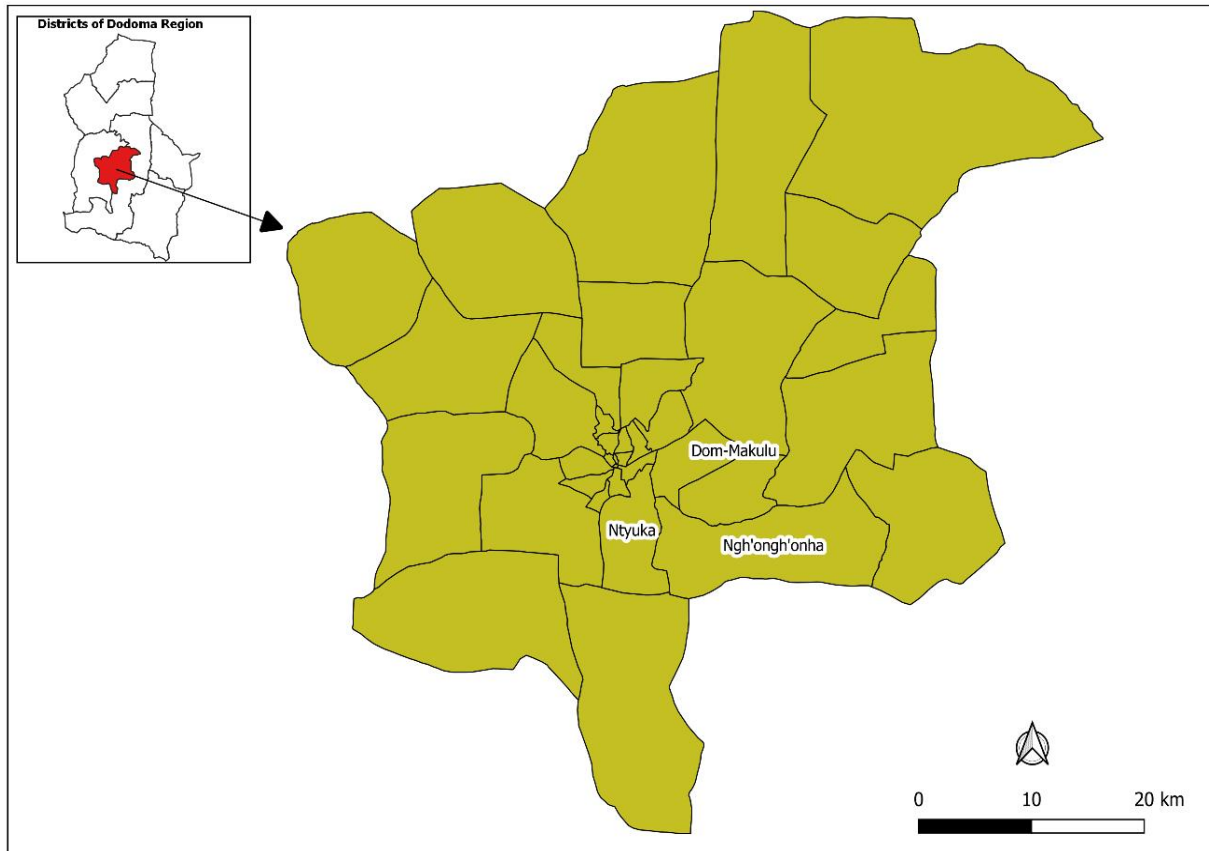 Districts of Dodoma Region
Dom-Makulu
Ntyuka
Ngh'ongh'onha
0 10 20 km